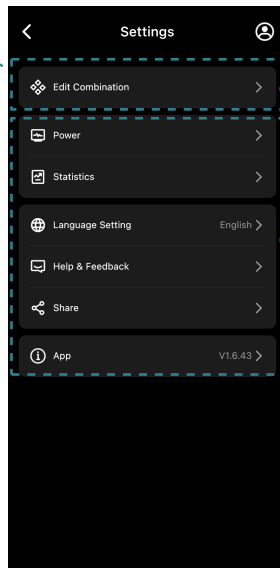 Settings
Edit Combination
Power
Statistics
Language Setting English
Help & Feedback
Share
App V1.6.43